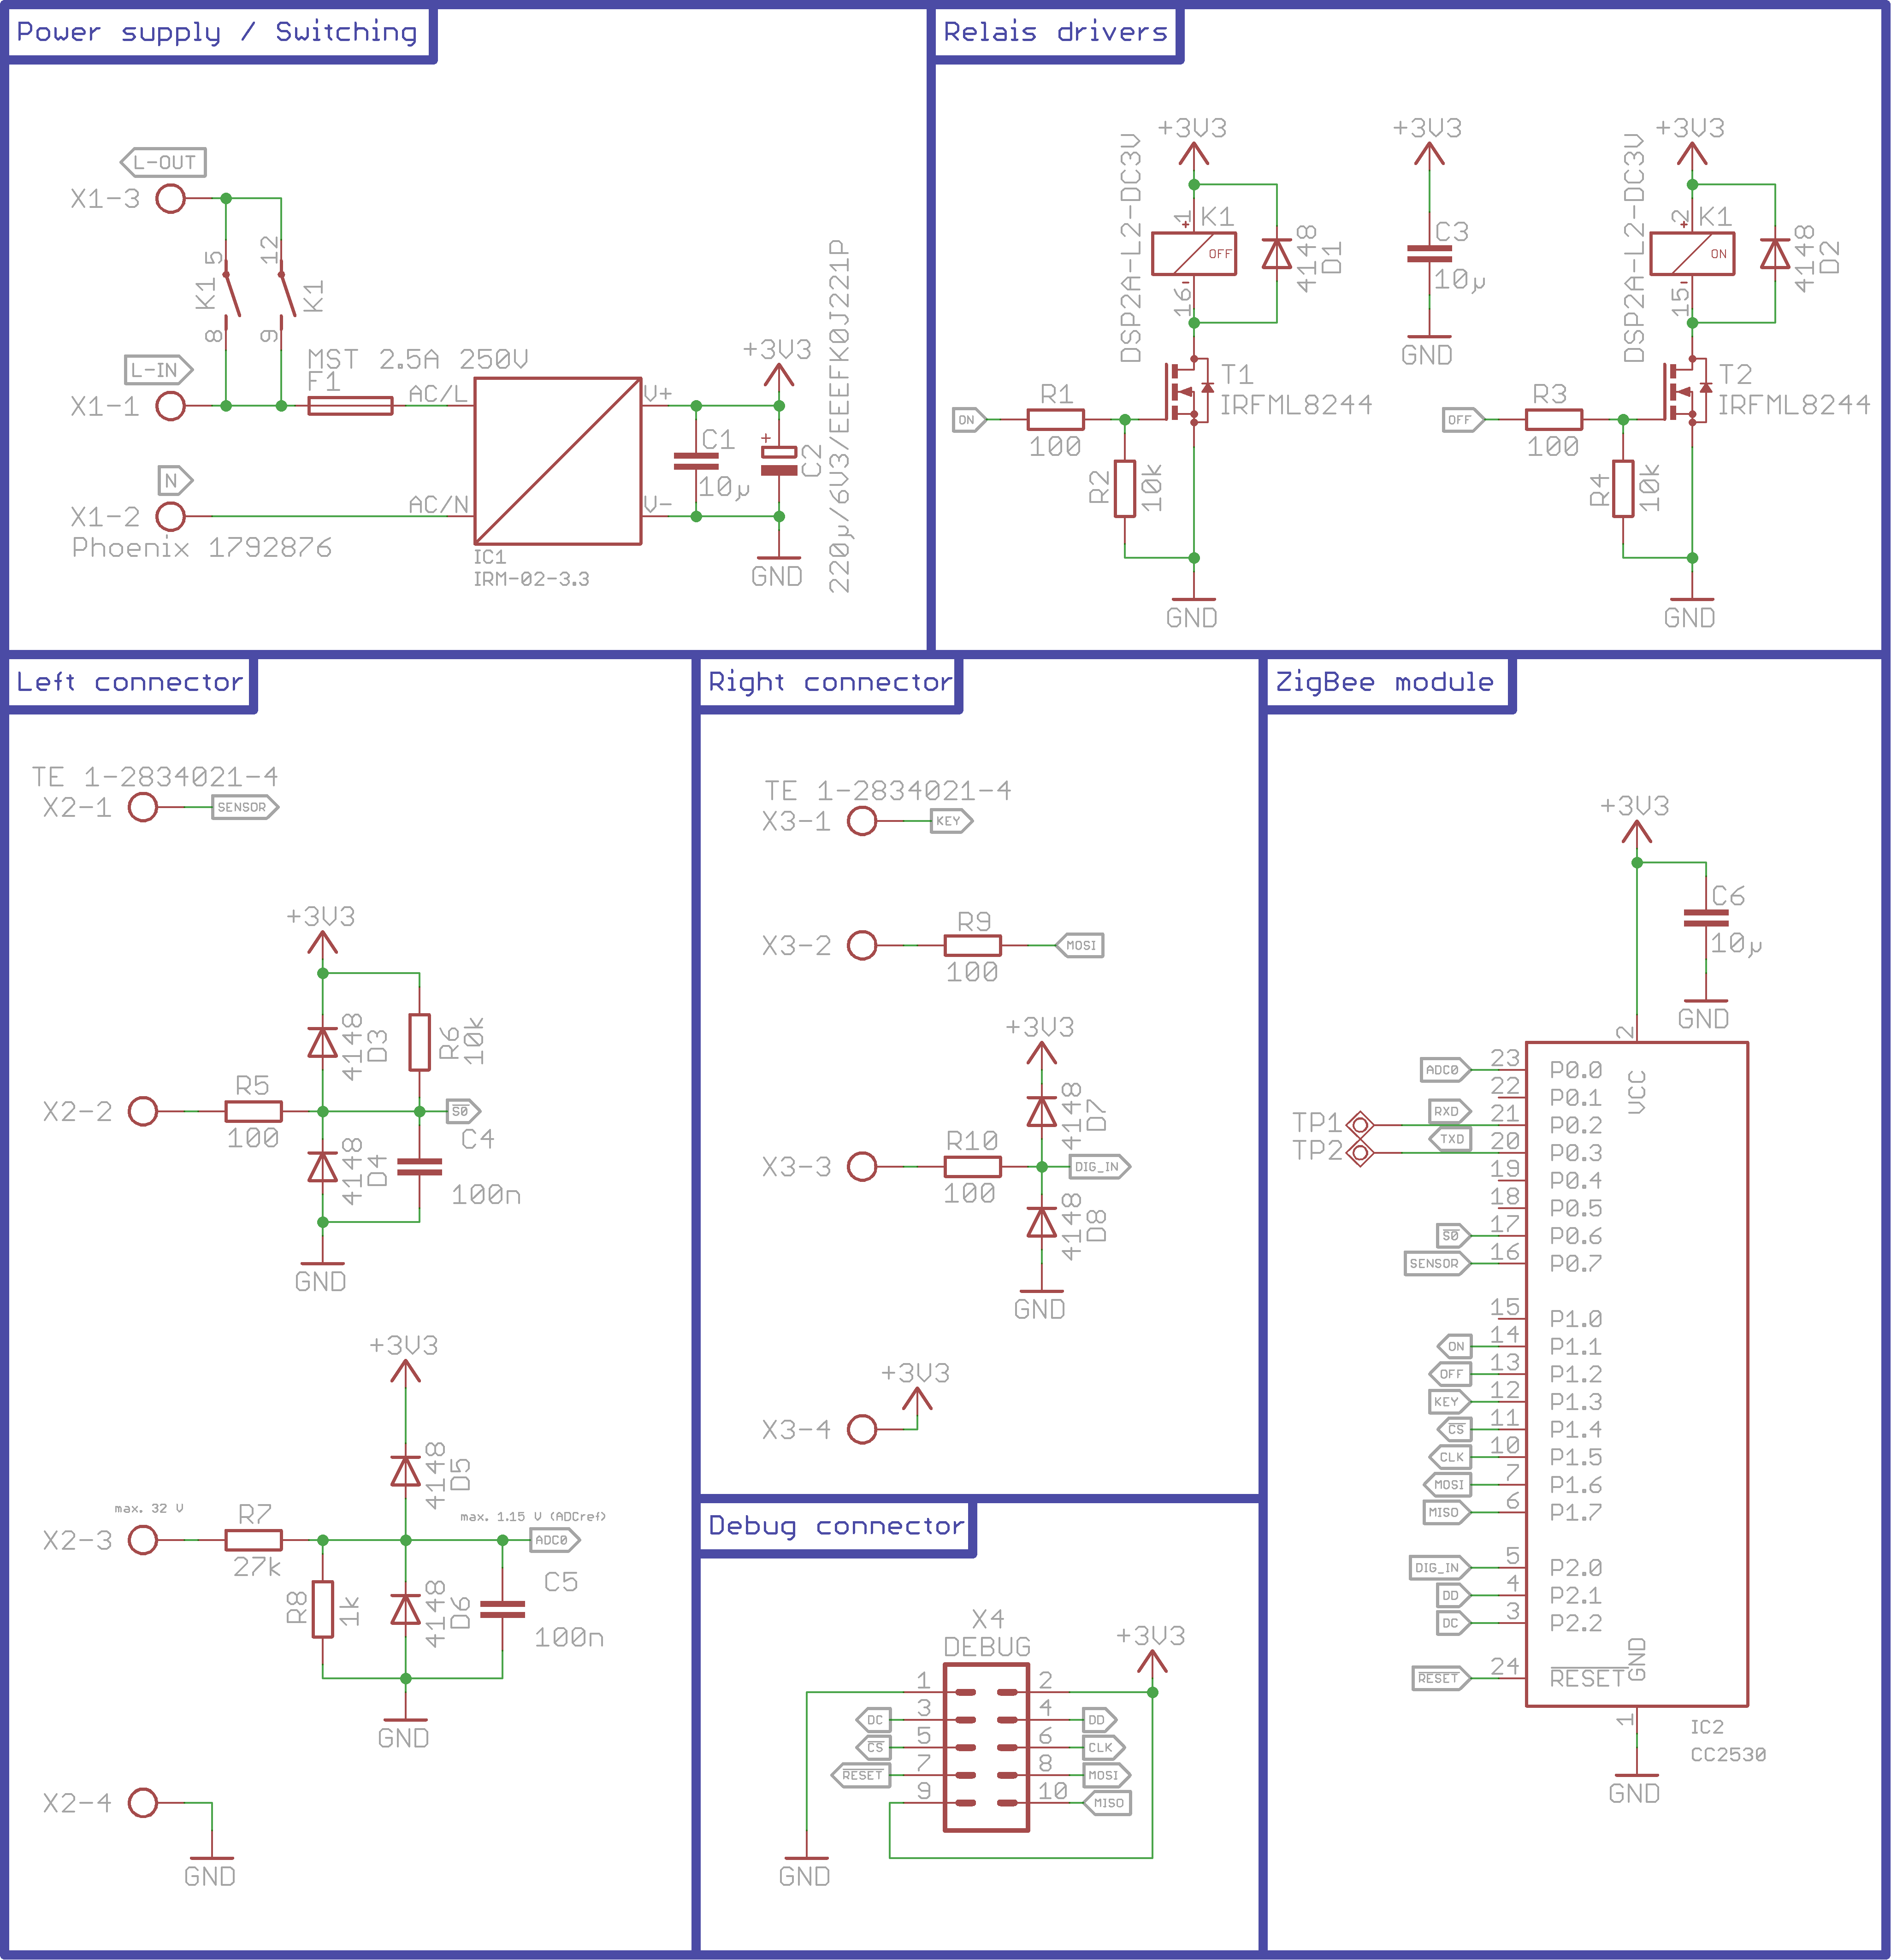 Power supply / Switching
L-OUT
X1-3
5
12
K1
K1
8
9
L-IN
X1-1
MST 2.5A 250V
F1
AC/L
V+
+3V3
C1
10µ
C2
220µ/6V3/EEEFK0J221P
N
X1-2
Phoenix 1792876
AC/N
V-
IC1
IRM-02-3.3
GND
Relais drivers
+3V3
DSP2A-L2-DC3V
1
K1
+
OFF
-
16
4148
D1
T1
IRFML8244
ON
R1
100
R2
10k
GND
+3V3
C3
10µ
GND
+3V3
DSP2A-L2-DC3V
2
K1
+
ON
-
15
4148
D2
T2
IRFML8244
OFF
R3
100
R4
10k
GND
Left connector
TE 1-2834021-4
X2-1
SENSOR
+3V3
4148
D3
R6
10k
X2-2
R5
100
S0
4148
D4
C4
100n
GND
+3V3
4148
D5
max. 32 V
max. 1.15 V (ADCref)
X2-3
R7
27k
ADC0
R8
1k
4148
D6
C5
100n
GND
X2-4
GND
Right connector
TE 1-2834021-4
X3-1
KEY
X3-2
R9
100
MOSI
+3V3
4148
D7
X3-3
R10
100
DIG_IN
4148
D8
GND
+3V3
X3-4
Debug connector
X4
DEBUG
+3V3
1
2
DC
3
4
DD
CS
5
6
CLK
RESET
7
8
MOSI
9
10
MISO
GND
ZigBee module
+3V3
C6
10µ
GND
2
VCC
ADC0
23
P0.0
22
P0.1
TP1
RXD
21
P0.2
TP2
TXD
20
P0.3
19
P0.4
18
P0.5
S0
17
P0.6
SENSOR
16
P0.7
15
P1.0
ON
14
P1.1
OFF
13
P1.2
KEY
12
P1.3
CS
11
P1.4
CLK
10
P1.5
MOSI
7
P1.6
MISO
6
P1.7
DIG_IN
5
P2.0
DD
4
P2.1
DC
3
P2.2
RESET
24
RESET
GND
1
IC2
CC2530
GND